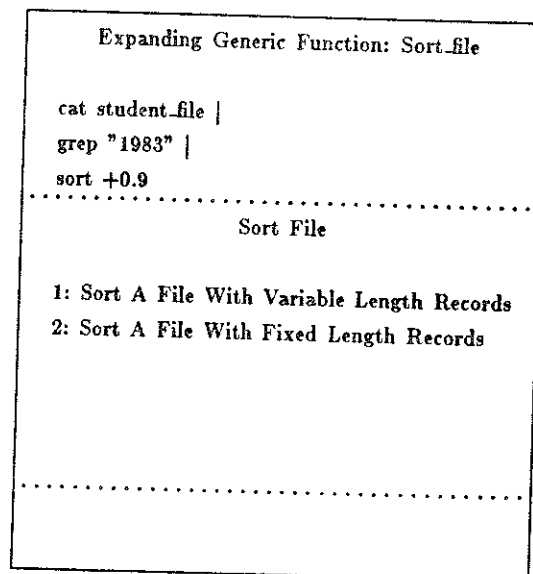 Expanding Generic Function: Sort_file
cat student_file |
grep "1983" |
sort +0.9
Sort File
1: Sort A File With Variable Length Records
2: Sort A File With Fixed Length Records